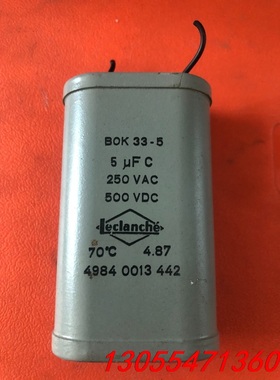 BOK 33-5
5 µF C
250 VAC
500 VDC
Leclanché
70°C 4.87
4984 0013 442
13055471360